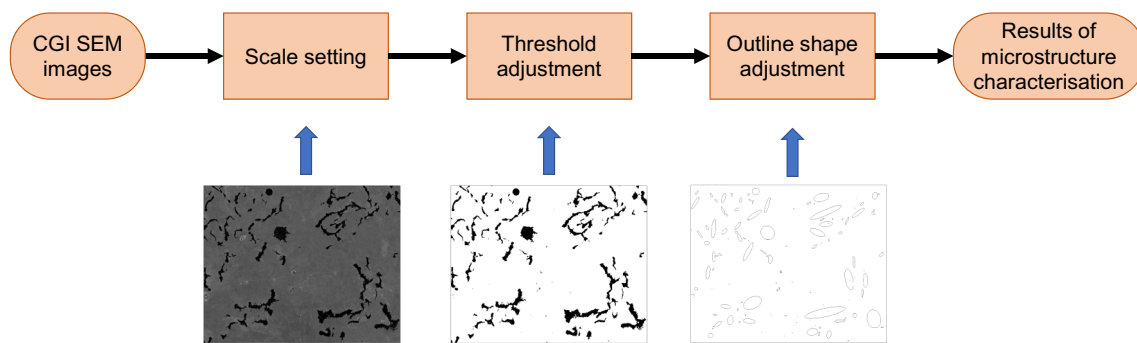 CGI SEM
images
Scale setting
Threshold
adjustment
Outline shape
adjustment
Results of
microstructure
characterisation